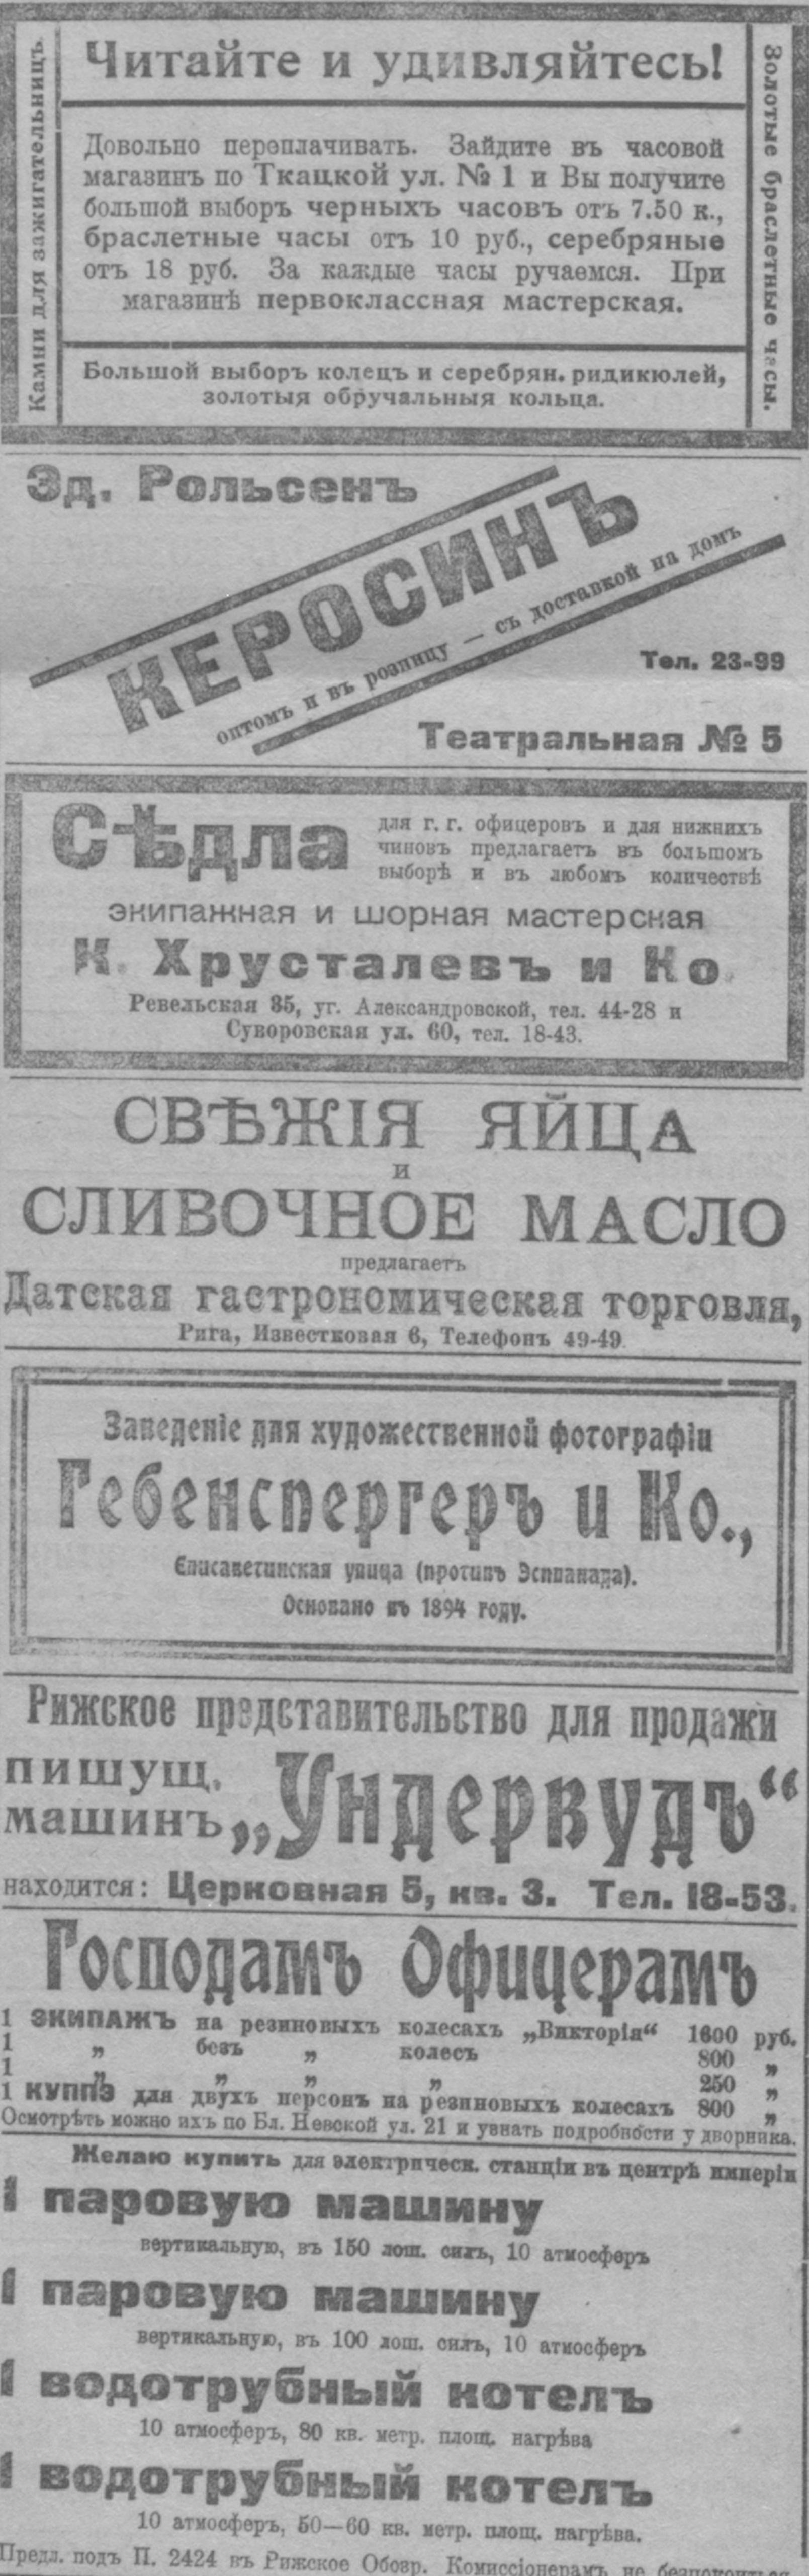 Камни для зажигательницъ.
Читайте и удивляйтесь!
Довольно переплачивать. Зайдите въ часовой
магазинъ по Ткацкой ул. № 1 и Вы получите
большой выборъ черныхъ часовъ отъ 7.50 к.,
браслетные часы отъ 10 руб., серебряные
отъ 18 руб. За каждые часы ручаемся. При
магазинѣ первоклассная мастерская.
Большой выборъ колецъ и серебрян. ридикюлей,
золотыя обручальныя кольца.
Золотые браслетные часы.
Эд. Рольсенъ
КЕРОСИНЪ
оптомъ и въ розницу — съ доставкой на домъ
Тел. 23-99
Театральная № 5
Сѣдла
для г. г. офицеровъ и для нижнихъ
чиновъ предлагаетъ въ большомъ
выборѣ и въ любомъ количествѣ
экипажная и шорная мастерская
К. Хрусталевъ и Ко
Ревельская 35, уг. Александровской, тел. 44-28 и
Суворовская ул. 60, тел. 18-43.
СВѢЖІЯ ЯЙЦА
и
СЛИВОЧНОЕ МАСЛО
предлагаетъ
Датская гастрономическая торговля,
Рига, Известковая 6, Телефонъ 49-49.
Заведеніе для художественной фотографіи
Гебенспергеръ и Ко.,
Елисаветинская улица (противъ Эспланада).
Основано въ 1894 году.
Рижское представительство для продажи
пишущ.
машинъ „Ундервудъ“
находится: Церковная 5, кв. 3. Тел. 18-53.
Господамъ Офицерамъ
1 ЭКИПАЖЪ на резиновыхъ колесахъ „Викторія“ 1600 руб.
1 „ безъ „ колесъ 800 „
1 „ „ „ „ 250 „
1 КУППЭ для двухъ персонъ на резиновыхъ колесахъ 800 „
Осмотрѣть можно ихъ по Бл. Невской ул. 21 и узнать подробности у дворника.
Желаю купить для электрическ. станціи въ центрѣ имперіи
1 паровую машину
вертикальную, въ 150 лош. силъ, 10 атмосферъ
1 паровую машину
вертикальную, въ 100 лош. силъ, 10 атмосферъ
1 водотрубный котелъ
10 атмосферъ, 80 кв. метр. площ. нагрѣва
1 водотрубный котелъ
10 атмосферъ, 50—60 кв. метр. площ. нагрѣва.
Предл. подъ П. 2424 въ Рижское Обозр. Комиссіонерамъ не безпокоиться